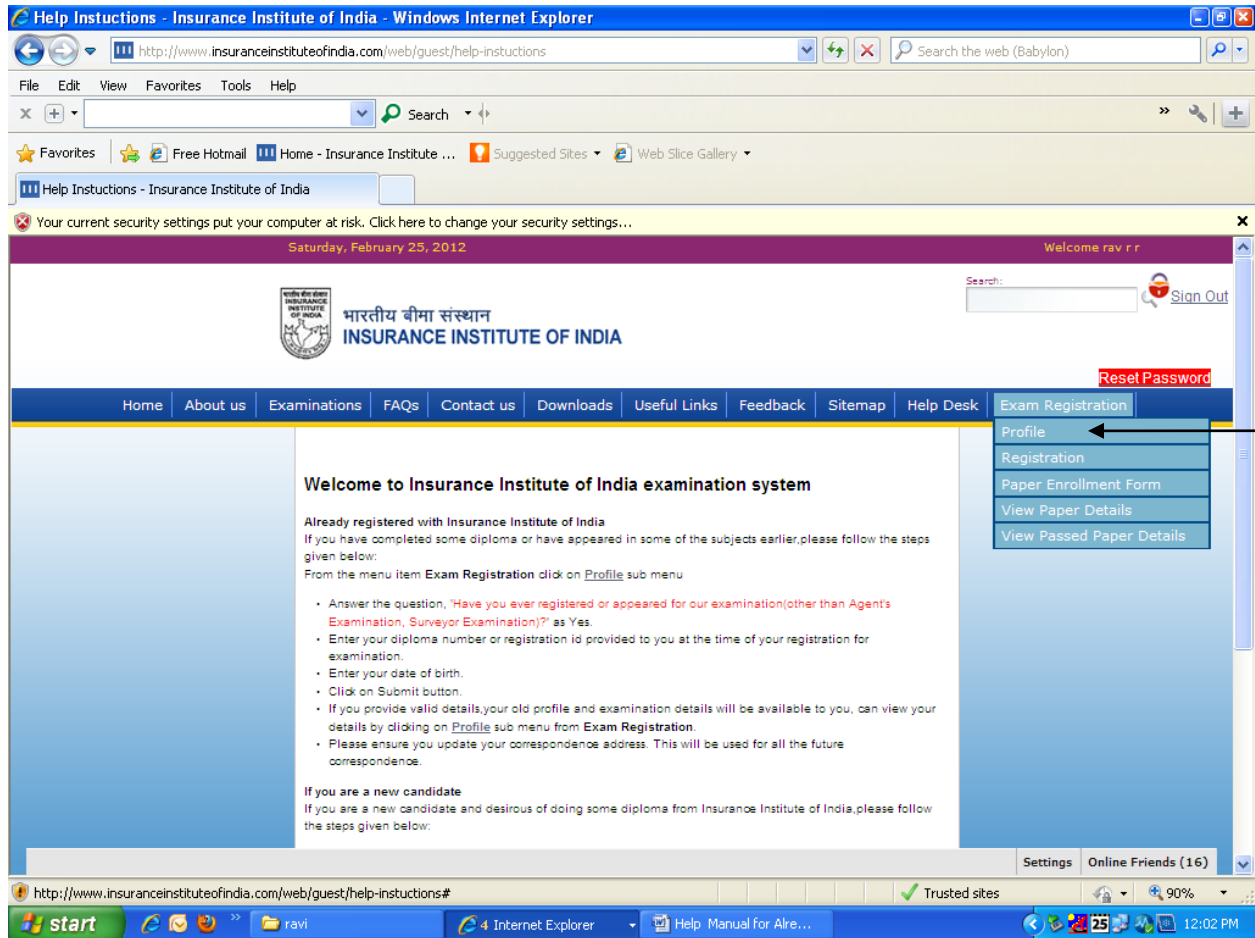 Help Instuctions - Insurance Institute of India - Windows Internet Explorer
http://www.insuranceinstituteofindia.com/web/guest/help-instuctions
Search the web (Babylon)
File Edit View Favorites Tools Help
Search
Favorites Free Hotmail Home - Insurance Institute ... Suggested Sites Web Slice Gallery
Help Instuctions - Insurance Institute of India
Your current security settings put your computer at risk. Click here to change your security settings...
Saturday, February 25, 2012 Welcome rav r r
Search:
Sign Out
INSURANCE
INSTITUTE
OF INDIA
भारतीय बीमा संस्थान
INSURANCE INSTITUTE OF INDIA
Reset Password
Home About us Examinations FAQs Contact us Downloads Useful Links Feedback Sitemap Help Desk Exam Registration
Profile
Registration
Paper Enrollment Form
View Paper Details
View Passed Paper Details
Welcome to Insurance Institute of India examination system
Already registered with Insurance Institute of India
If you have completed some diploma or have appeared in some of the subjects earlier,please follow the steps
given below:
From the menu item Exam Registration click on Profile sub menu
• Answer the question, "Have you ever registered or appeared for our examination(other than Agent's
Examination, Surveyor Examination)?" as Yes.
• Enter your diploma number or registration id provided to you at the time of your registration for
examination.
• Enter your date of birth.
• Click on Submit button.
• If you provide valid details,your old profile and examination details will be available to you, can view your
details by clicking on Profile sub menu from Exam Registration.
• Please ensure you update your correspondence address. This will be used for all the future
correspondence.
If you are a new candidate
If you are a new candidate and desirous of doing some diploma from Insurance Institute of India,please follow
the steps given below:
Settings Online Friends (16)
http://www.insuranceinstituteofindia.com/web/guest/help-instuctions# Trusted sites 90%
start ravi 4 Internet Explorer Help Manual for Alre... 25 12:02 PM